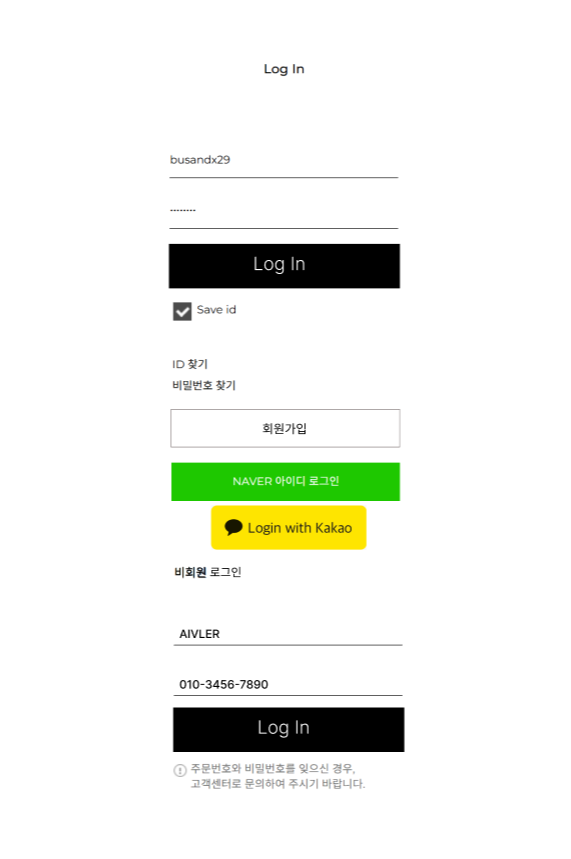 Log In
busandx29
········
Log In
Save id
ID 찾기
비밀번호 찾기
회원가입
NAVER 아이디 로그인
Login with Kakao
비회원 로그인
AIVLER
010-3456-7890
Log In
주문번호와 비밀번호를 잊으신 경우,
고객센터로 문의하여 주시기 바랍니다.